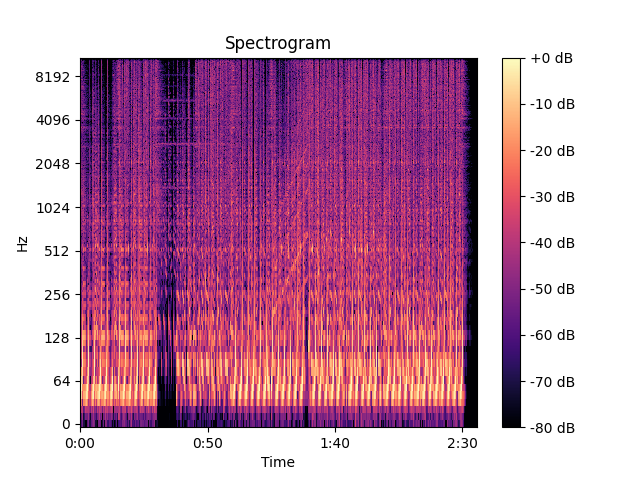 Spectrogram
8192
4096
2048
1024
512
256
128
64
0
Hz
0:00
0:50
1:40
2:30
Time
+0 dB
-10 dB
-20 dB
-30 dB
-40 dB
-50 dB
-60 dB
-70 dB
-80 dB